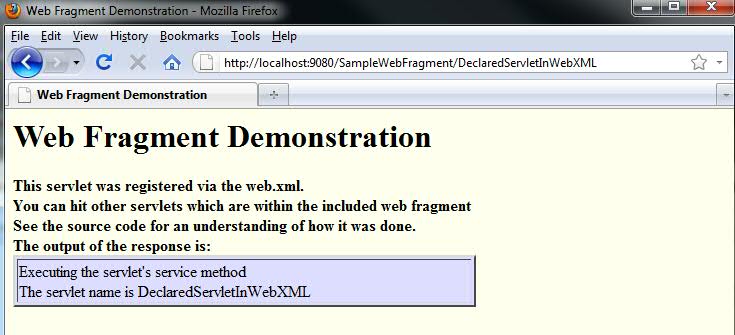 Web Fragment Demonstration - Mozilla Firefox
File Edit View History Bookmarks Tools Help
http://localhost:9080/SampleWebFragment/DeclaredServletInWebXML
Web Fragment Demonstration
Web Fragment Demonstration
This servlet was registered via the web.xml.
You can hit other servlets which are within the included web fragment
See the source code for an understanding of how it was done.
The output of the response is:
Executing the servlet's service method
The servlet name is DeclaredServletInWebXML